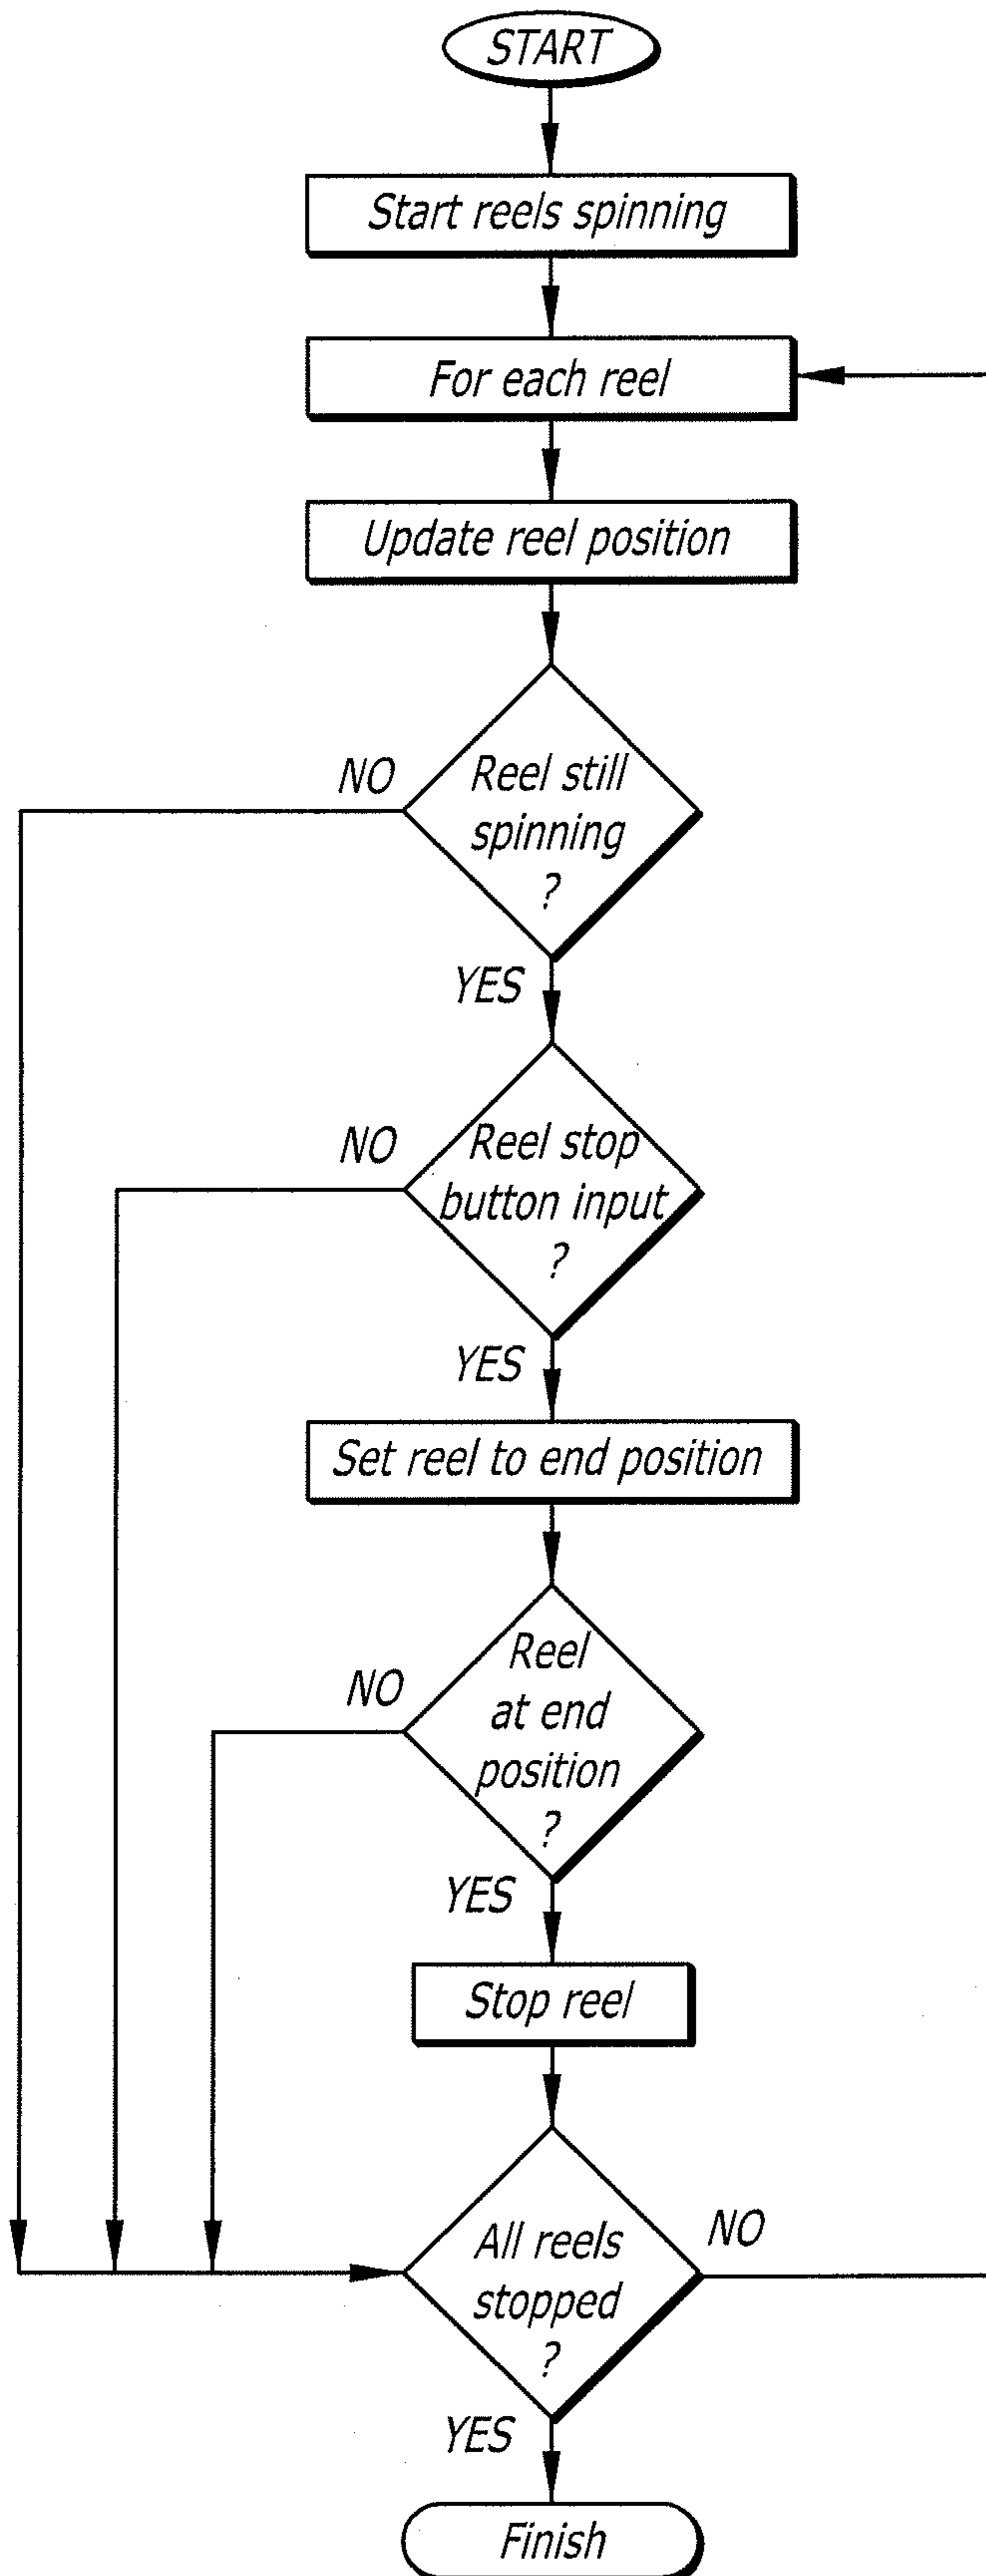 START
Start reels spinning
For each reel
Update reel position
NO
Reel still
spinning
?
YES
NO
Reel stop
button input
?
YES
Set reel to end position
NO
Reel
at end
position
?
YES
Stop reel
NO
All reels
stopped
?
YES
Finish